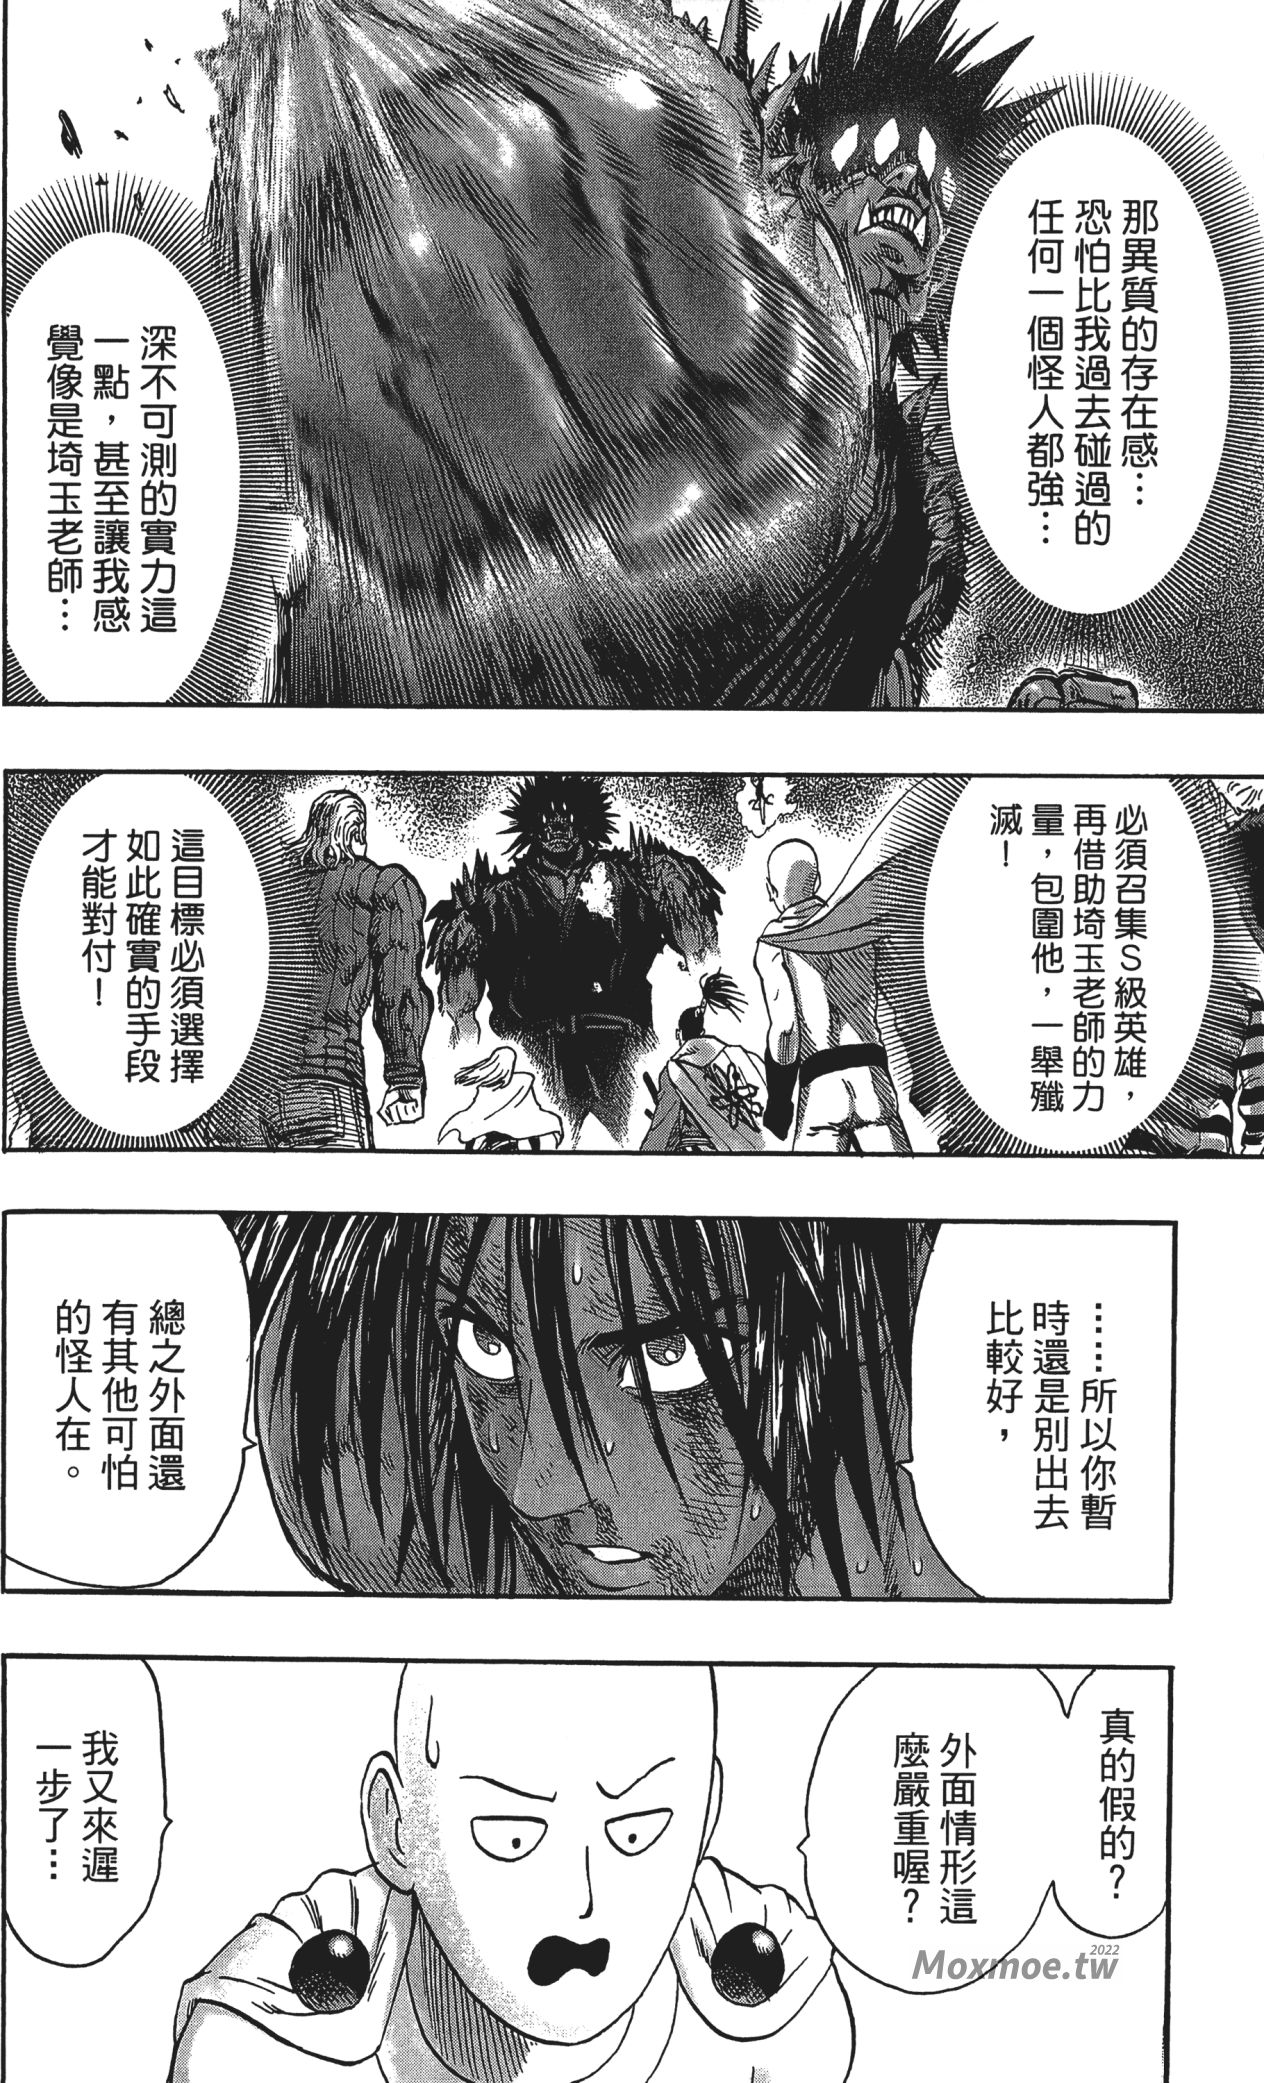 那異質的存在感…
恐怕比我過去碰過的
任何一個怪人都強…
深不可測的實力這
一點，甚至讓我感
覺像是埼玉老師…
必須召集S級英雄，
再借助埼玉老師的力
量，包圍他，一舉殲
滅！
這目標必須選擇
如此確實的手段
才能對付！
……所以你暫
時還是別出去
比較好，
總之外面還
有其他可怕
的怪人在。
真的假的？
外面情形這
麼嚴重喔？
我又來遲
一步了…
Moxmoe.tw
2022